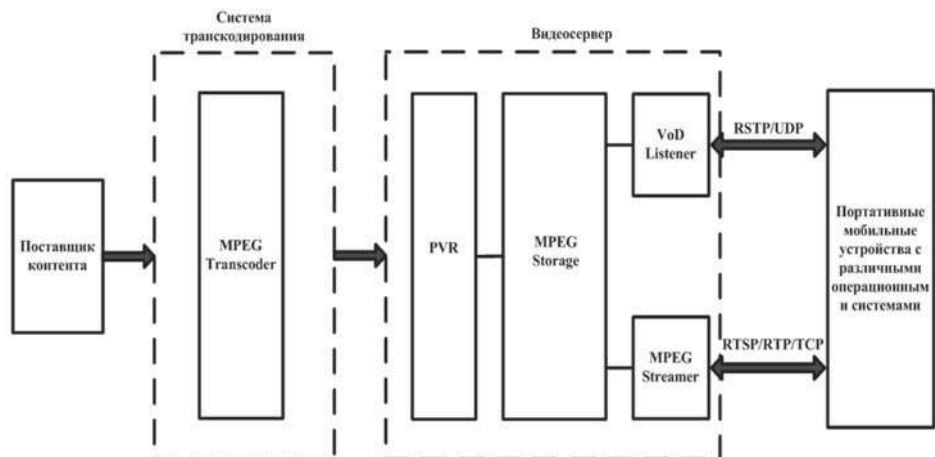 Система
транскодирования
Видеосервер
Поставщик
контента
MPEG
Transcoder
PVR
MPEG
Storage
VoD
Listener
MPEG
Streamer
RSTP/UDP
RTSP/RTP/TCP
Портативные
мобильные
устройства с
различными
операционным
и системами